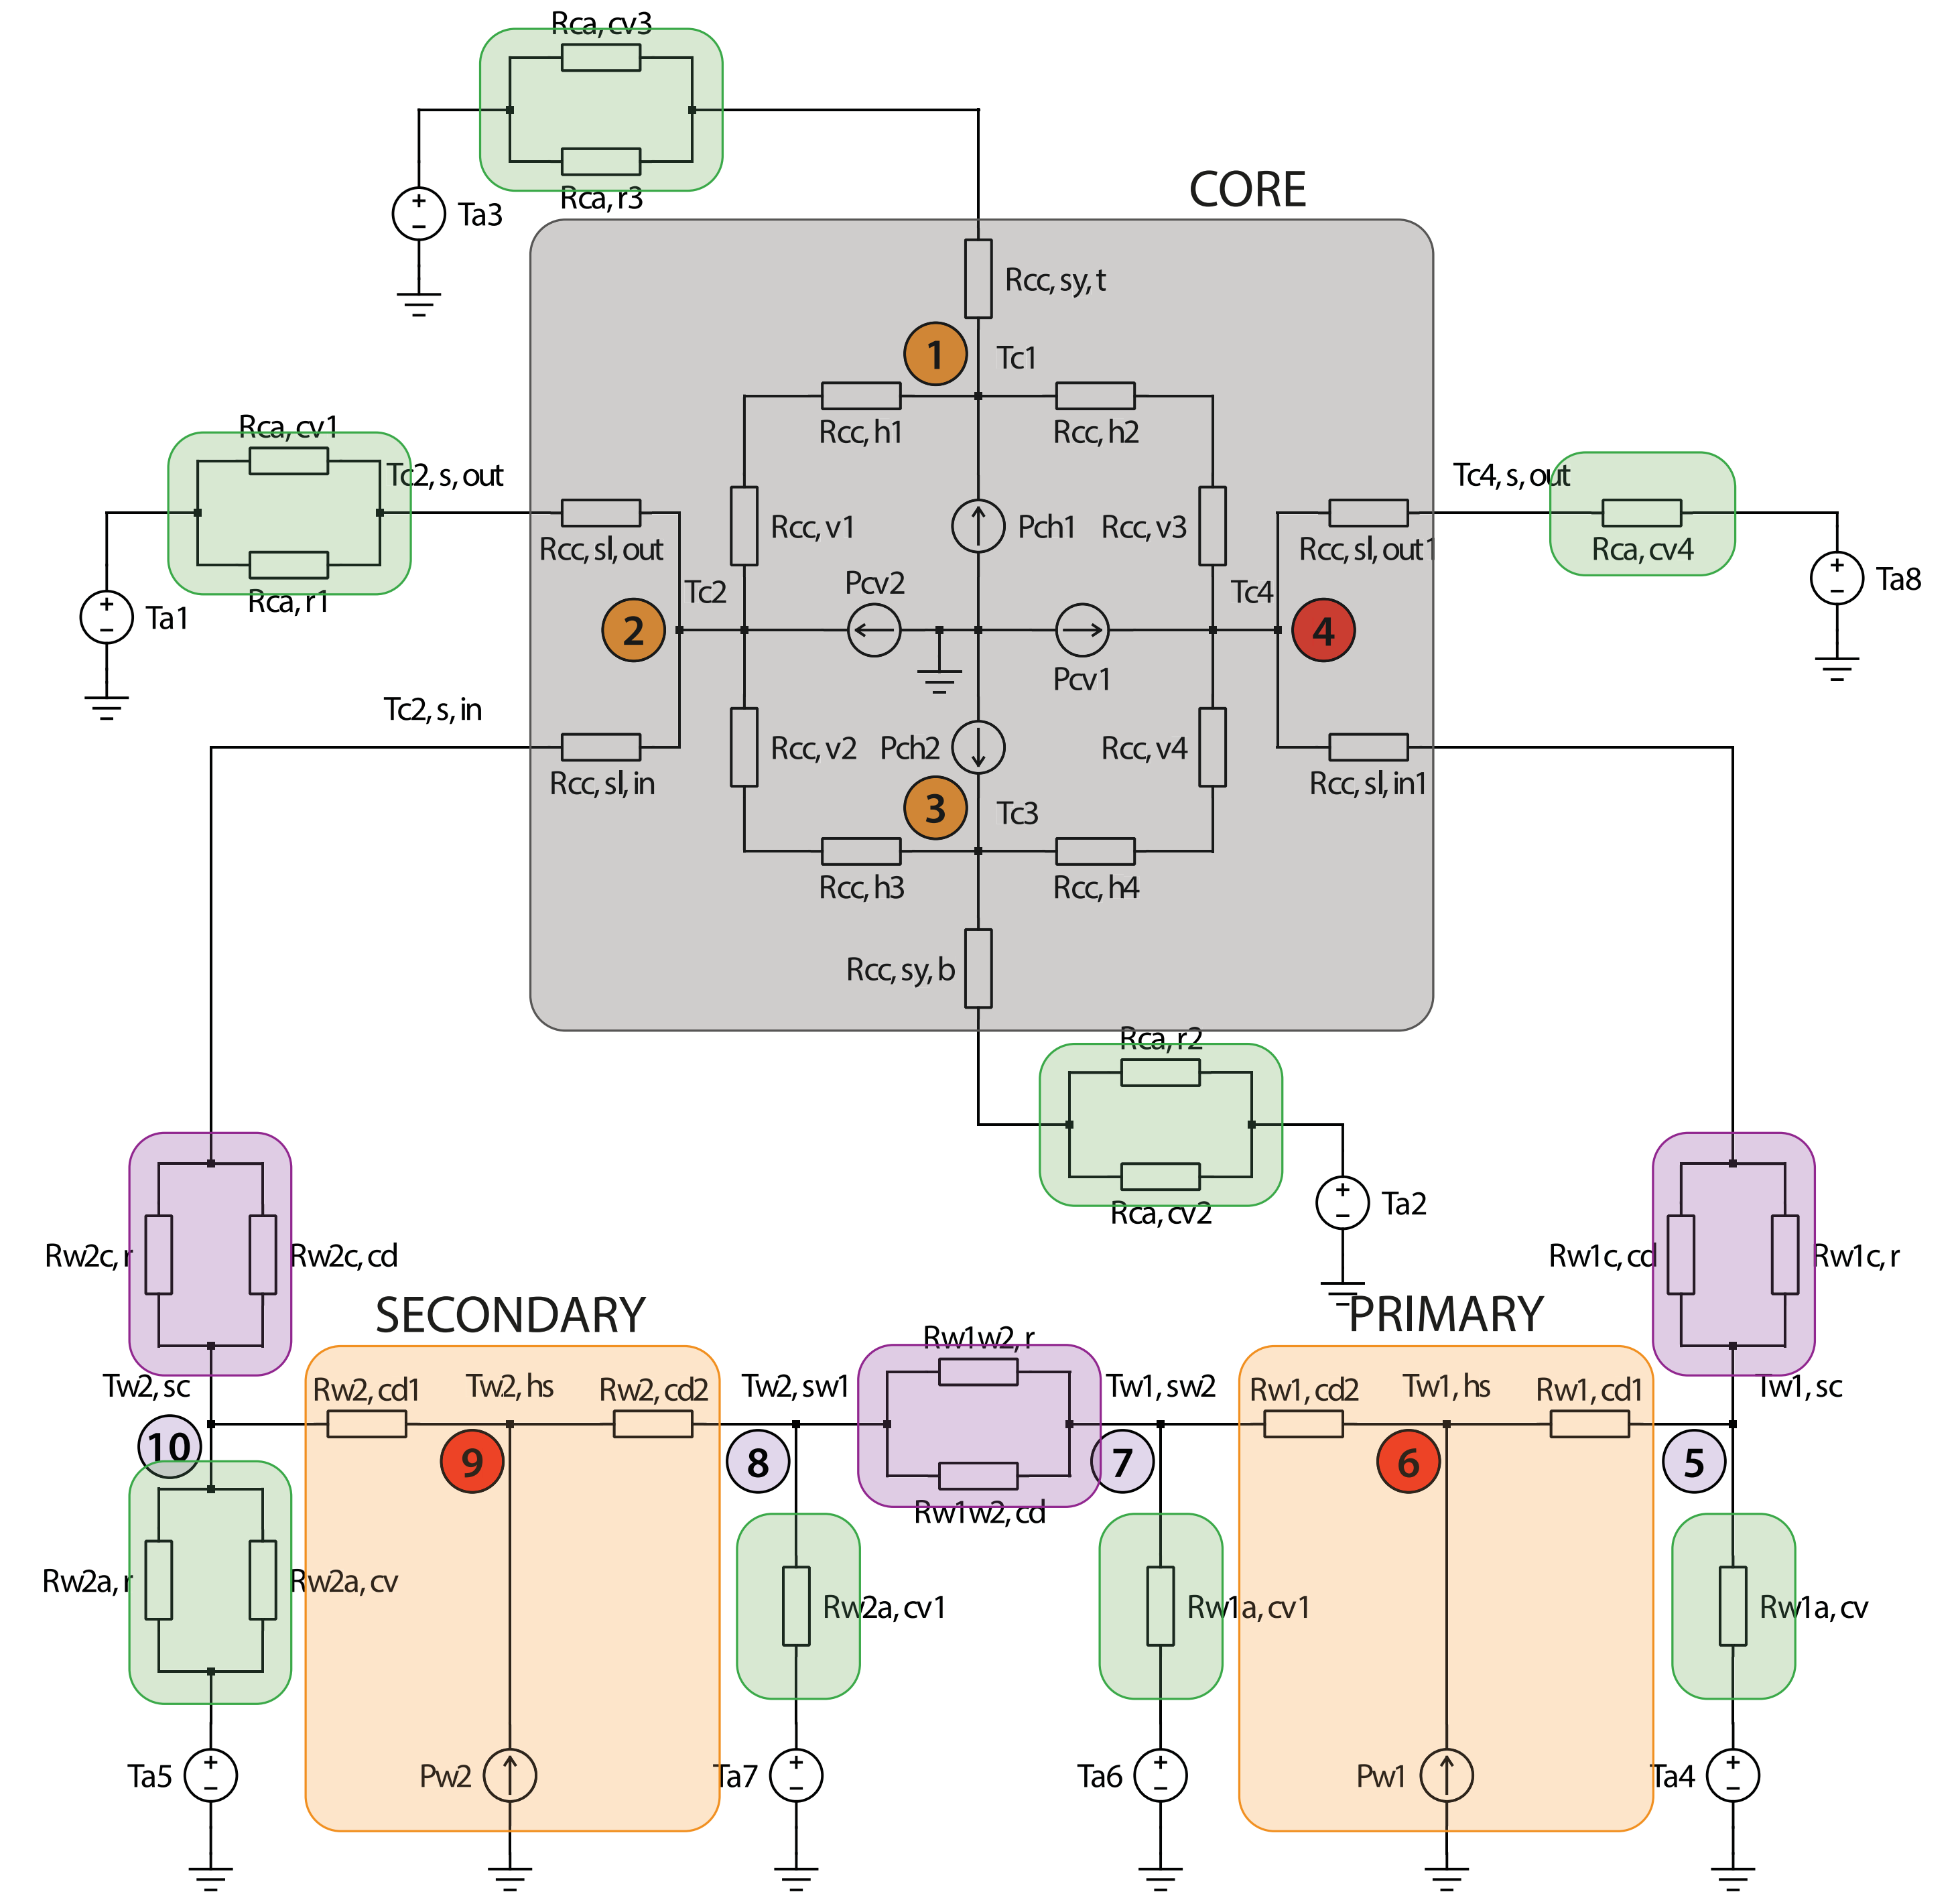 Rca, cv3
Rca, r3
Ta3
CORE
Rcc, sy, t
1
Tc1
Rcc, h1
Rcc, h2
Rca, cv1
Tc2, s, out
Tc4, s, out
Rcc, v1
Pch1
Rcc, v3
Rcc, sl, out
Rcc, sl, out1
Rca, cv4
Rca, r1
Ta1
Tc2
Pcv2
Tc4
Ta8
2
4
Pcv1
Tc2, s, in
Rcc, v2
Pch2
Rcc, v4
Rcc, sl, in
Rcc, sl, in1
3
Tc3
Rcc, h3
Rcc, h4
Rcc, sy, b
Rca, r2
Rca, cv2
Ta2
Rw2c, r
Rw2c, cd
Rw1c, cd
Rw1c, r
SECONDARY
PRIMARY
Rw1w2, r
Tw2, sc
Rw2, cd1
Tw2, hs
Rw2, cd2
Tw2, sw1
Tw1, sw2
Rw1, cd2
Tw1, hs
Rw1, cd1
Tw1, sc
10
9
8
7
6
5
Rw1w2, cd
Rw2a, r
Rw2a, cv
Rw2a, cv1
Rw1a, cv1
Rw1a, cv
Ta5
Pw2
Ta7
Ta6
Pw1
Ta4